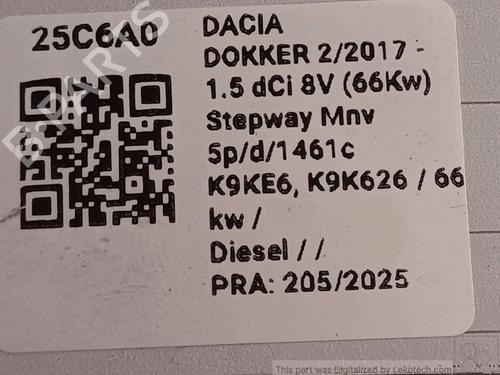 25C6A0
DACIA
DOKKER 2/2017 -
1.5 dCi 8V (66Kw)
Stepway Mnv
5p/d/1461c
K9KE6, K9K626 / 66
kw /
Diesel / /
PRA: 205/2025
B-PARTS
This part was Digitalized by Lekotech.com